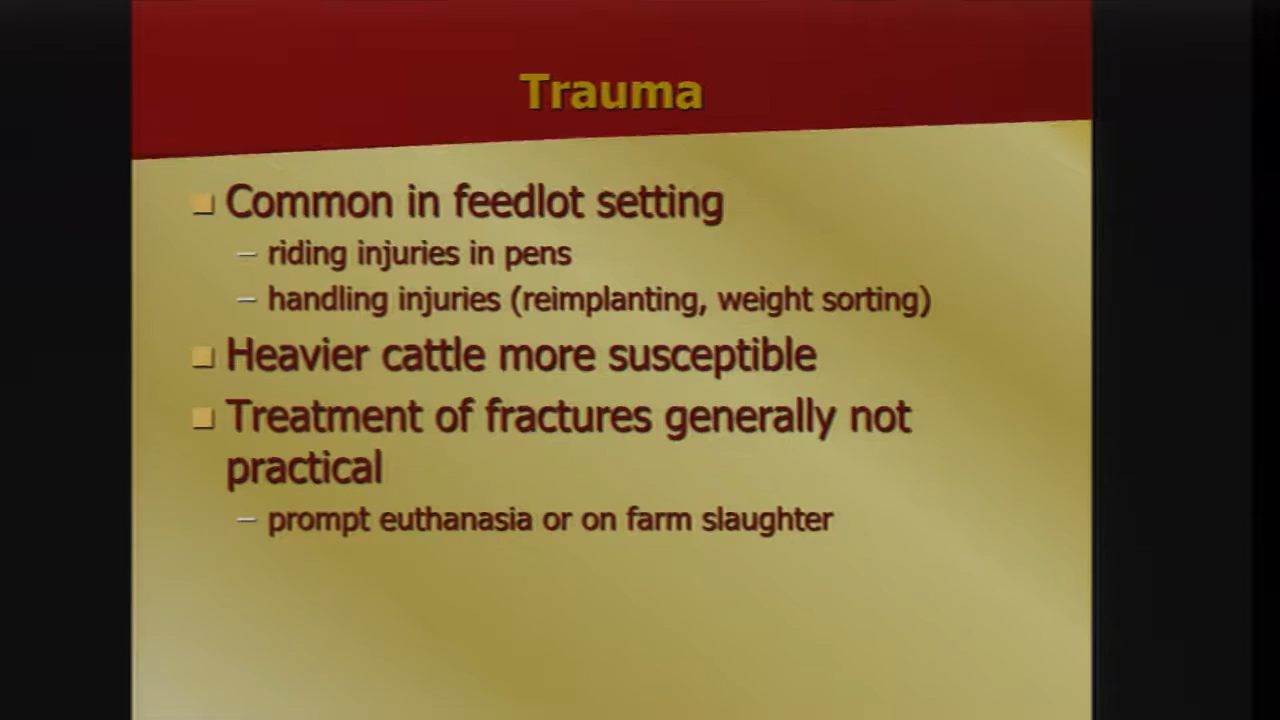 Trauma
Common in feedlot setting
– riding injuries in pens
– handling injuries (reimplanting, weight sorting)
Heavier cattle more susceptible
Treatment of fractures generally not
practical
– prompt euthanasia or on farm slaughter